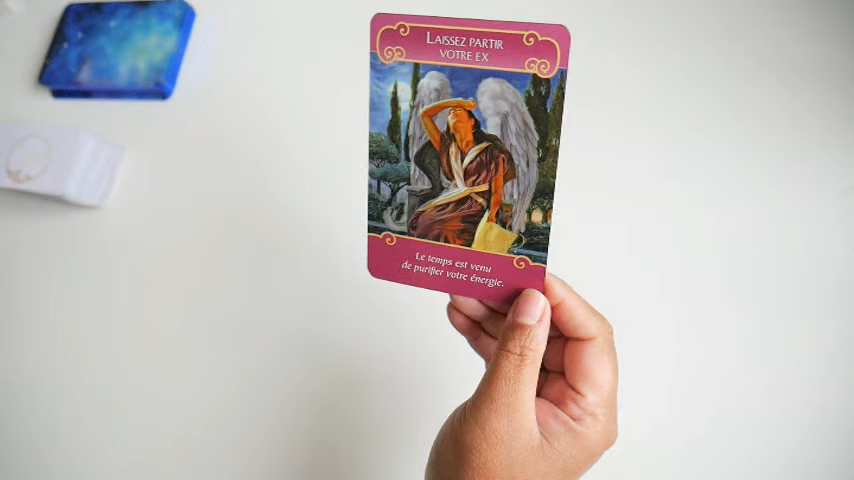 LAISSEZ PARTIR
VOTRE EX
Le temps est venu
de purifier votre énergie.